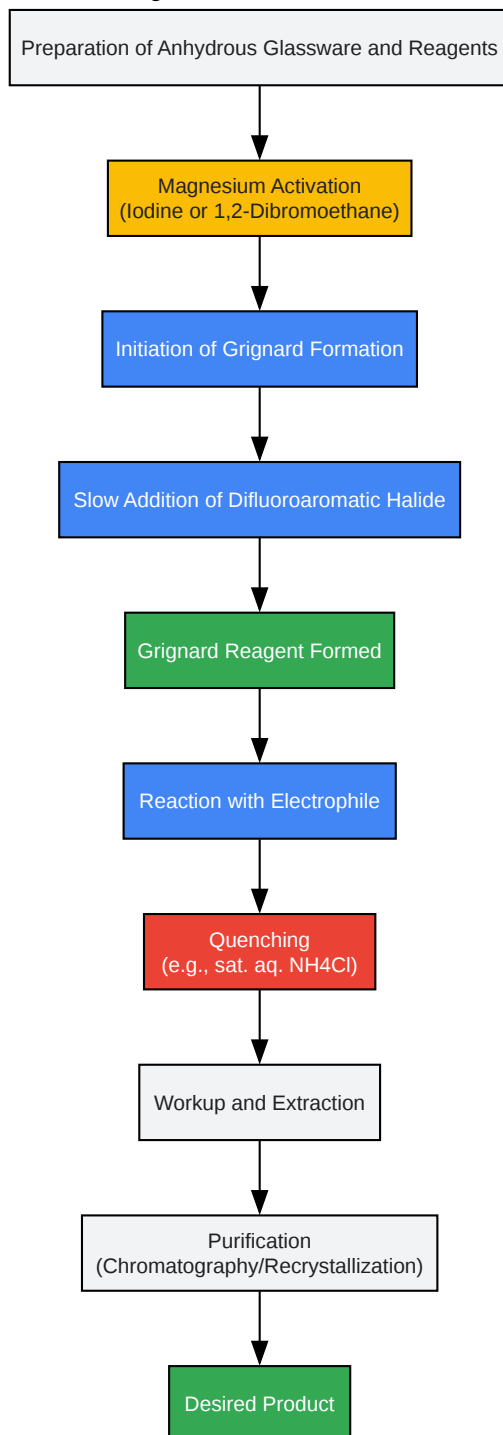 Preparation of Anhydrous Glassware and Reagents
Magnesium Activation
(Iodine or 1,2-Dibromoethane)
Initiation of Grignard Formation
Slow Addition of Difluoroaromatic Halide
Grignard Reagent Formed
Reaction with Electrophile
Quenching
(e.g., sat. aq. NH4Cl)
Workup and Extraction
Purification
(Chromatography/Recrystallization)
Desired Product